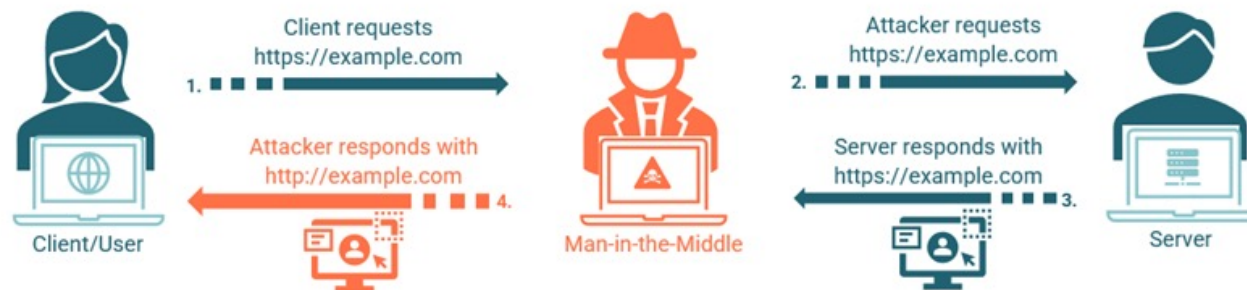 Client requests
https://example.com
1.
Attacker requests
https://example.com
2.
Server responds with
https://example.com
3.
Attacker responds with
http://example.com
4.
Client/User
Man-in-the-Middle
Server